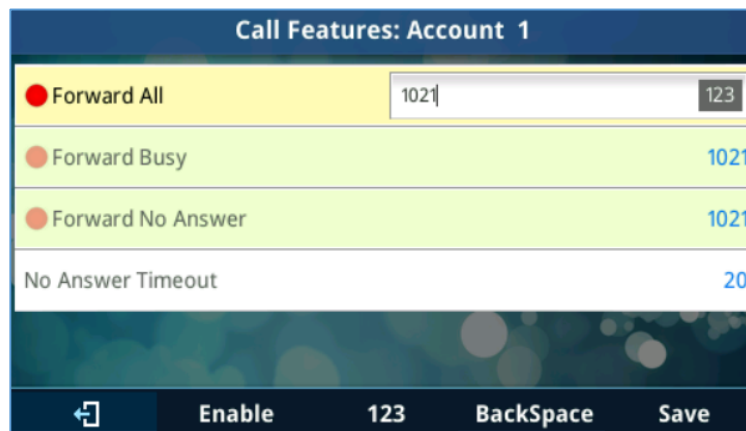 Call Features: Account 1
Forward All 1021 123
Forward Busy 1021
Forward No Answer 1021
No Answer Timeout 20
Enable 123 BackSpace Save